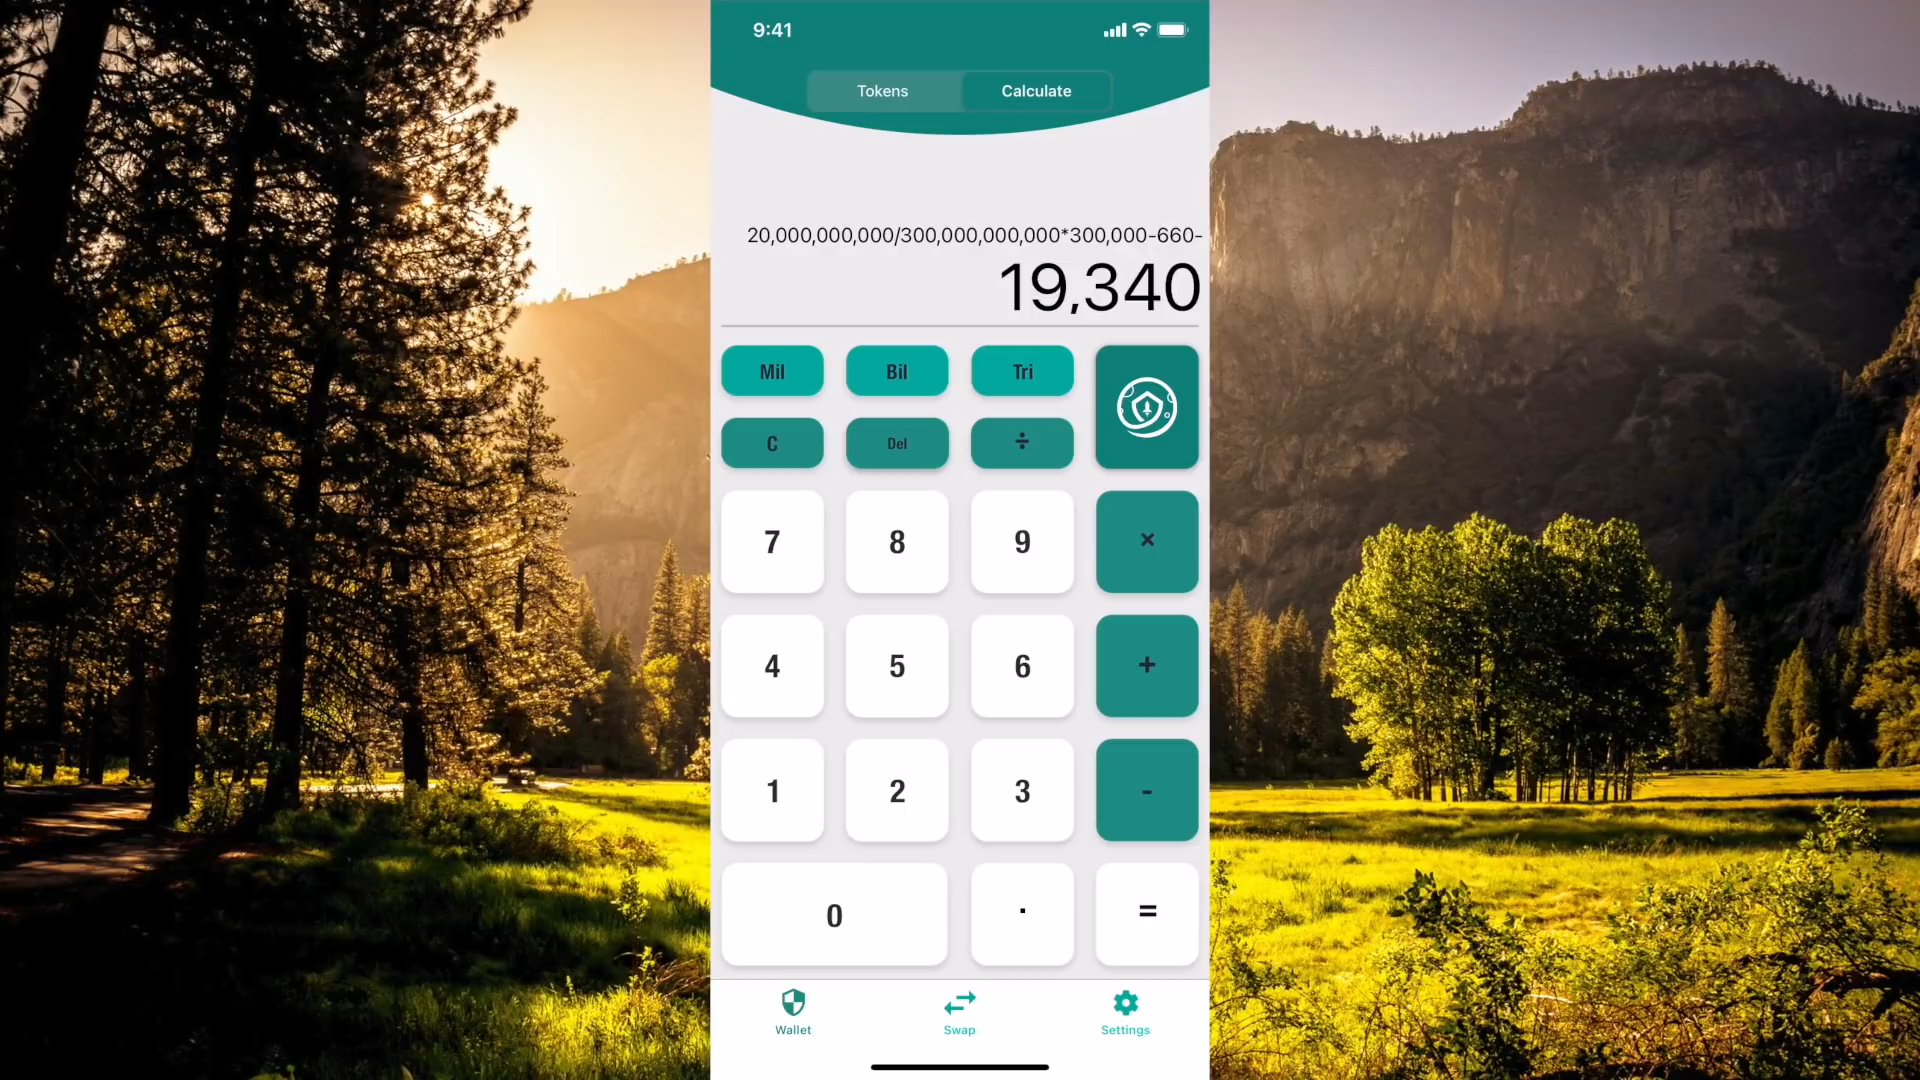 9:41
Tokens
Calculate
20,000,000,000/300,000,000,000*300,000-660-
19,340
Mil
Bil
Tri
C
Del
÷
7
8
9
×
4
5
6
+
1
2
3
-
0
.
=
Wallet
Swap
Settings